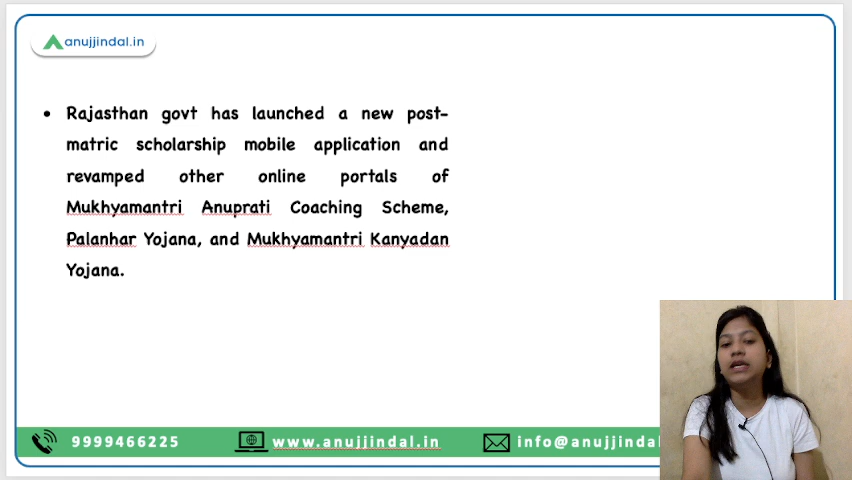 anujjindal.in
Rajasthan govt has launched a new post-
matric scholarship mobile application and
revamped other online portals of
Mukhyamantri Anuprati Coaching Scheme,
Palanhar Yojana, and Mukhyamantri Kanyadan
Yojana.
9999466225 www.anujjindal.in info@anujjindal